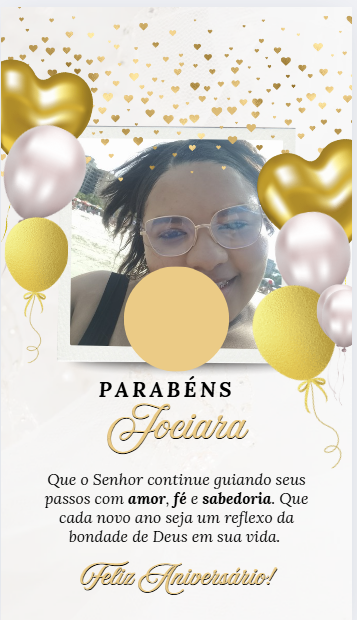 PARABÉNS
Jociara
Que o Senhor continue guiando seus
passos com amor, fé e sabedoria. Que
cada novo ano seja um reflexo da
bondade de Deus em sua vida.
Feliz Aniversário!